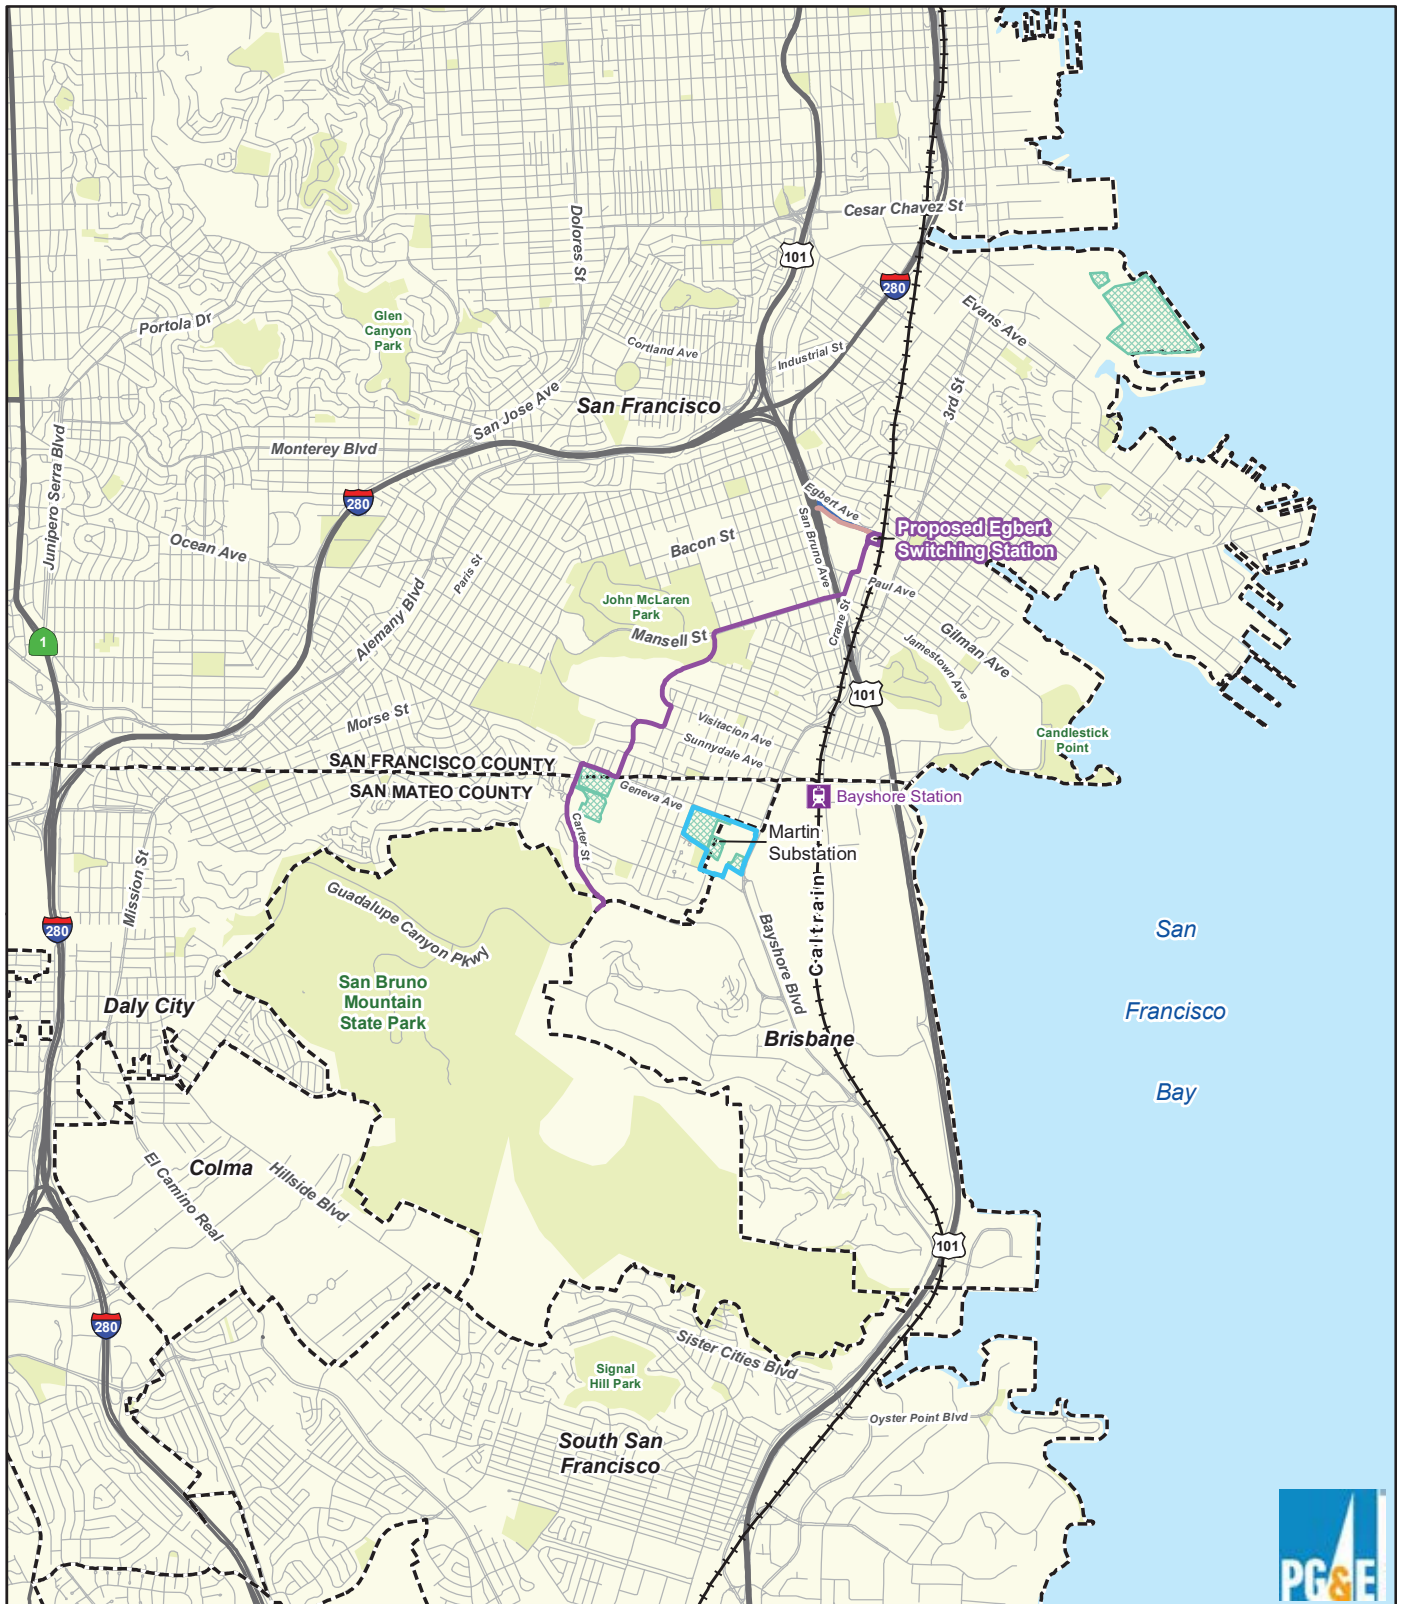 Cesar Chavez St
Dolores St
101
280
Evans Ave
Portola Dr
Glen
Canyon
Park
Cortland Ave
Industrial St
3rd St
San Francisco
San Jose Ave
Monterey Blvd
Junipero Serra Blvd
280
Egbert Ave
San Bruno Ave
Proposed Egbert
Switching Station
Ocean Ave
Bacon St
Paris St
Alemany Blvd
John McLaren
Park
Mansell St
Paul Ave
Crane St
Gilman Ave
Jamestown Ave
1
101
Morse St
Visitacion Ave
Sunnydale Ave
Candlestick
Point
SAN FRANCISCO COUNTY
SAN MATEO COUNTY
Geneva Ave
Bayshore Station
Carter St
Martin
Substation
Mission St
Guadalupe Canyon Pkwy
Caltrain
Bayshore Blvd
280
San
Francisco
Bay
San Bruno
Mountain
State Park
Daly City
Brisbane
Colma
El Camino Real
Hillside Blvd
101
280
Sister Cities Blvd
Signal
Hill Park
Oyster Point Blvd
South San
Francisco
PG&E